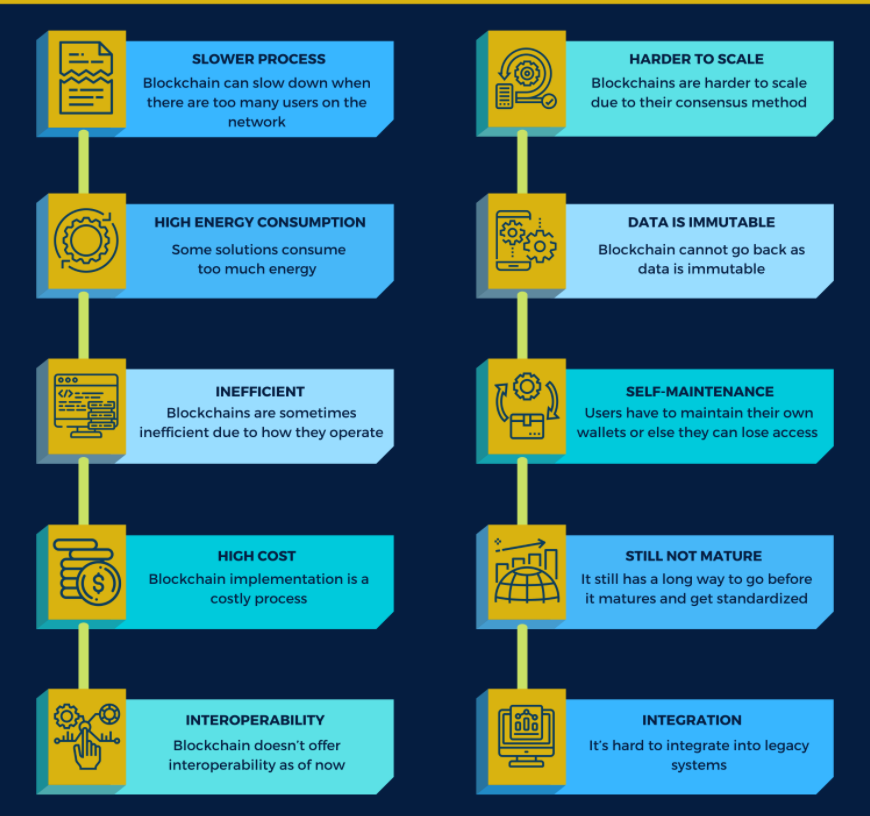 SLOWER PROCESS
Blockchain can slow down when
there are too many users on the
network
HIGH ENERGY CONSUMPTION
Some solutions consume
too much energy
INEFFICIENT
Blockchains are sometimes
inefficient due to how they operate
HIGH COST
Blockchain implementation is a
costly process
INTEROPERABILITY
Blockchain doesn't offer
interoperability as of now
HARDER TO SCALE
Blockchains are harder to scale
due to their consensus method
DATA IS IMMUTABLE
Blockchain cannot go back as
data is immutable
SELF-MAINTENANCE
Users have to maintain their own
wallets or else they can lose access
STILL NOT MATURE
It still has a long way to go before
it matures and get standardized
INTEGRATION
It's hard to integrate into legacy
systems